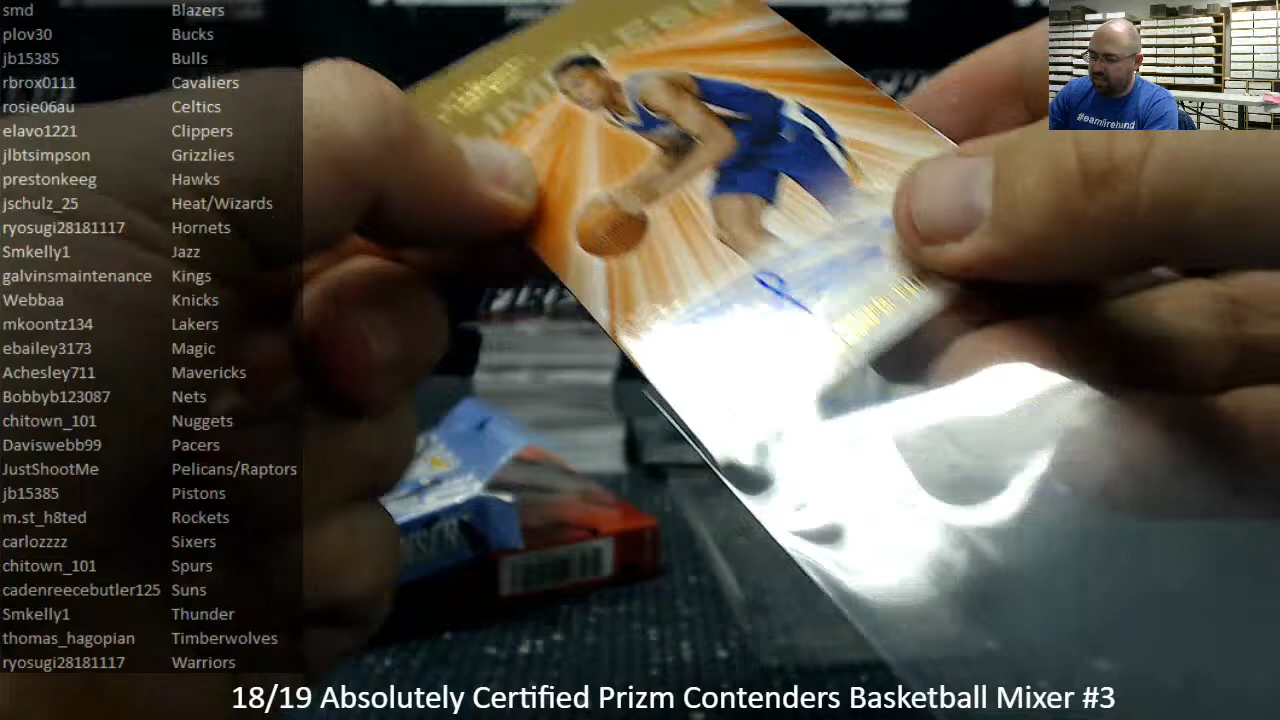 smd Blazers
plov30 Bucks
jb15385 Bulls
rbrox0111 Cavaliers
rosie06au Celtics
elavo1221 Clippers
jlbtsimpson Grizzlies
prestonkeeg Hawks
jschulz_25 Heat/Wizards
ryosugi28181117 Hornets
Smkelly1 Jazz
galvinsmaintenance Kings
Webbaa Knicks
mkoontz134 Lakers
ebailey3173 Magic
Achesley711 Mavericks
Bobbyb123087 Nets
chitown_101 Nuggets
Daviswebb99 Pacers
JustShootMe Pelicans/Raptors
jb15385 Pistons
m.st_h8ted Rockets
carlozzzz Sixers
chitown_101 Spurs
cadenreecebutler125 Suns
Smkelly1 Thunder
thomas_hagopian Timberwolves
ryosugi28181117 Warriors
18/19 Absolutely Certified Prizm Contenders Basketball Mixer #3